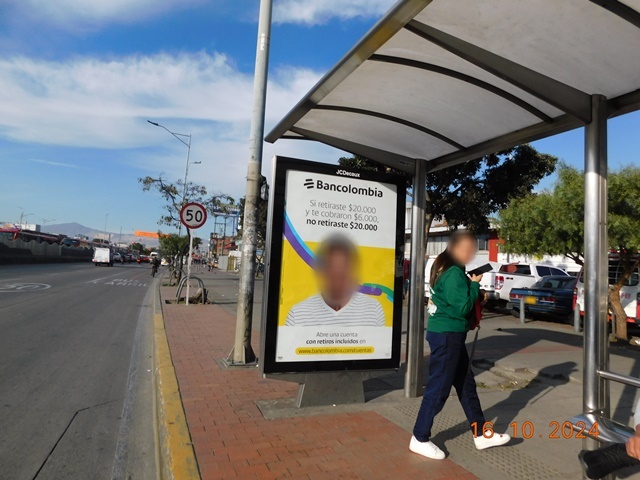 JCDecaux
Bancolombia
Si retiraste $20.000
y te cobraron $6.000,
no retiraste $20.000
Abre una cuenta
con retiros incluidos en
www.bancolombia.com/cuentas
50
16 10 2024